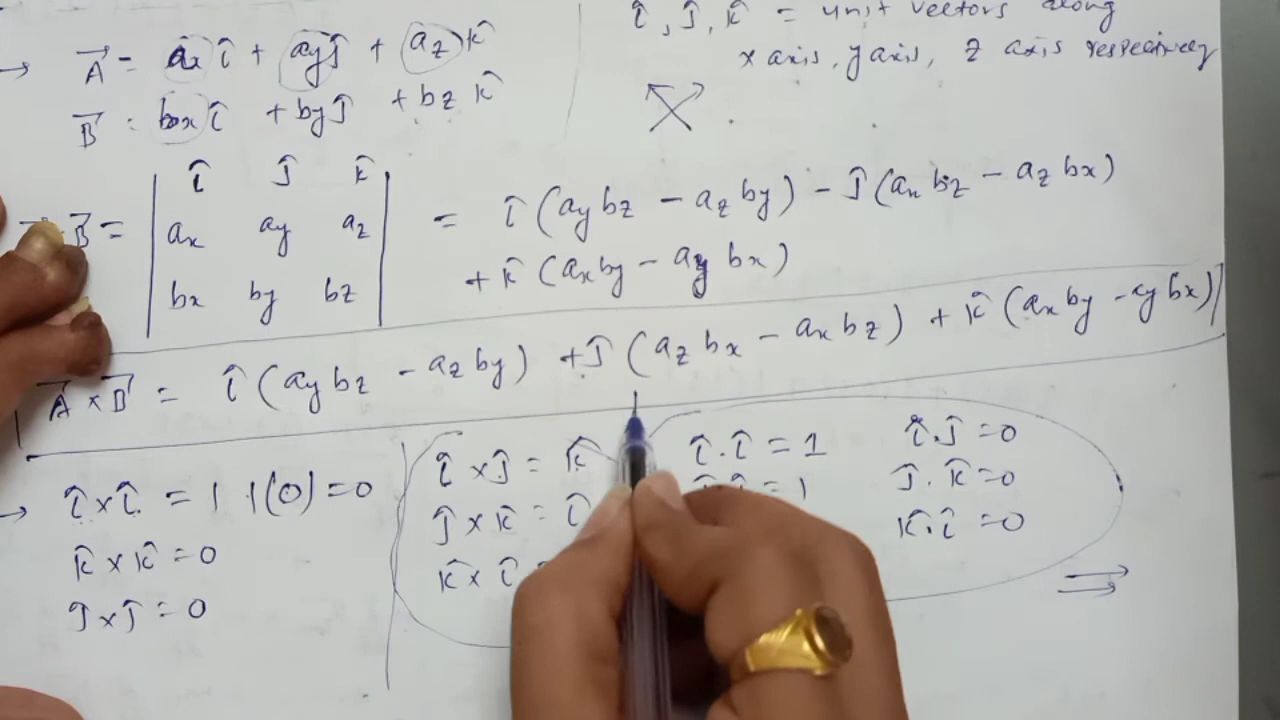 î, ĵ, k̂ = unit vectors along
x axis, y axis, z axis respectively
→ A⃗ = ax î + ay ĵ + az k̂
B⃗ : bx î + by ĵ + bz k̂
î ĵ k̂
B⃗ = ax ay az = î (ay bz - az by) - ĵ (ax bz - az bx)
bx by bz + k̂ (ax by - ay bx)
A⃗ × B⃗ = î (ay bz - az by) + ĵ (az bx - ax bz) + k̂ (ax by - ay bx)
→ î × î = 1 1(0) = 0
k̂ × k̂ = 0
ĵ × ĵ = 0
î × ĵ = k̂
ĵ × k̂ = î
k̂ × î =
î . î = 1
= 1
î . ĵ = 0
ĵ . k̂ = 0
k̂ . î = 0